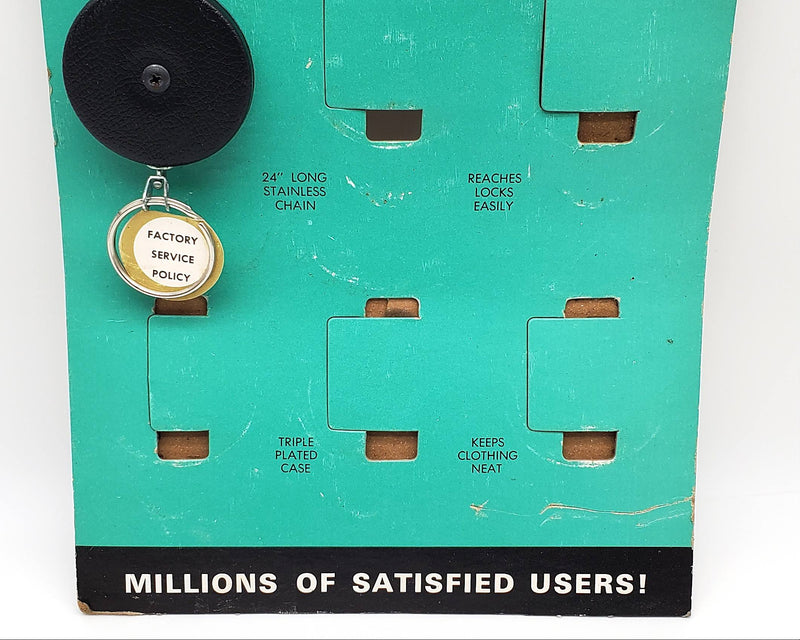 24" LONG
STAINLESS
CHAIN
REACHES
LOCKS
EASILY
FACTORY
SERVICE
POLICY
TRIPLE
PLATED
CASE
KEEPS
CLOTHING
NEAT
MILLIONS OF SATISFIED USERS!